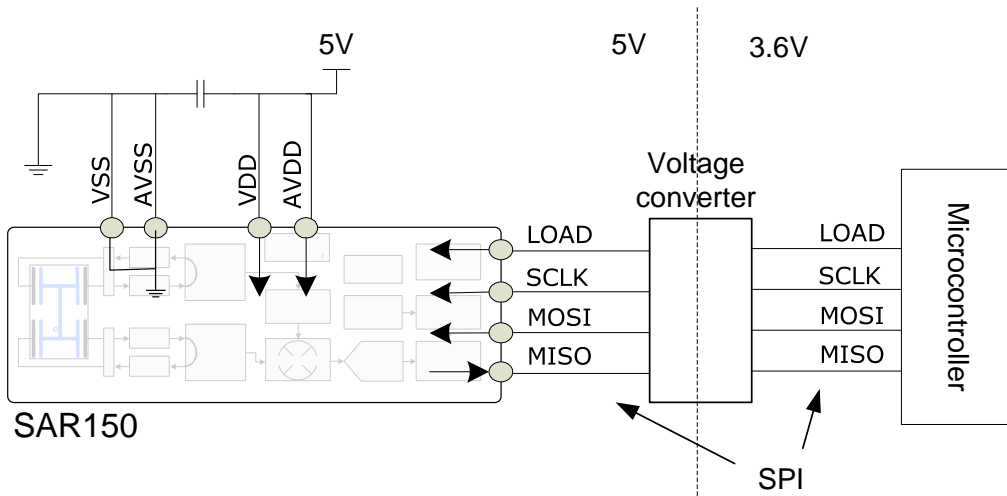 5V
5V
3.6V
VSS
AVSS
VDD
AVDD
Voltage
converter
LOAD
SCLK
MOSI
MISO
LOAD
SCLK
MOSI
MISO
Microcontroller
SAR150
SPI